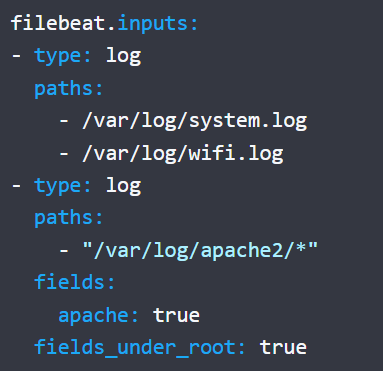 filebeat.inputs:
- type: log
  paths:
    - /var/log/system.log
    - /var/log/wifi.log
- type: log
  paths:
    - "/var/log/apache2/*"
  fields:
    apache: true
  fields_under_root: true